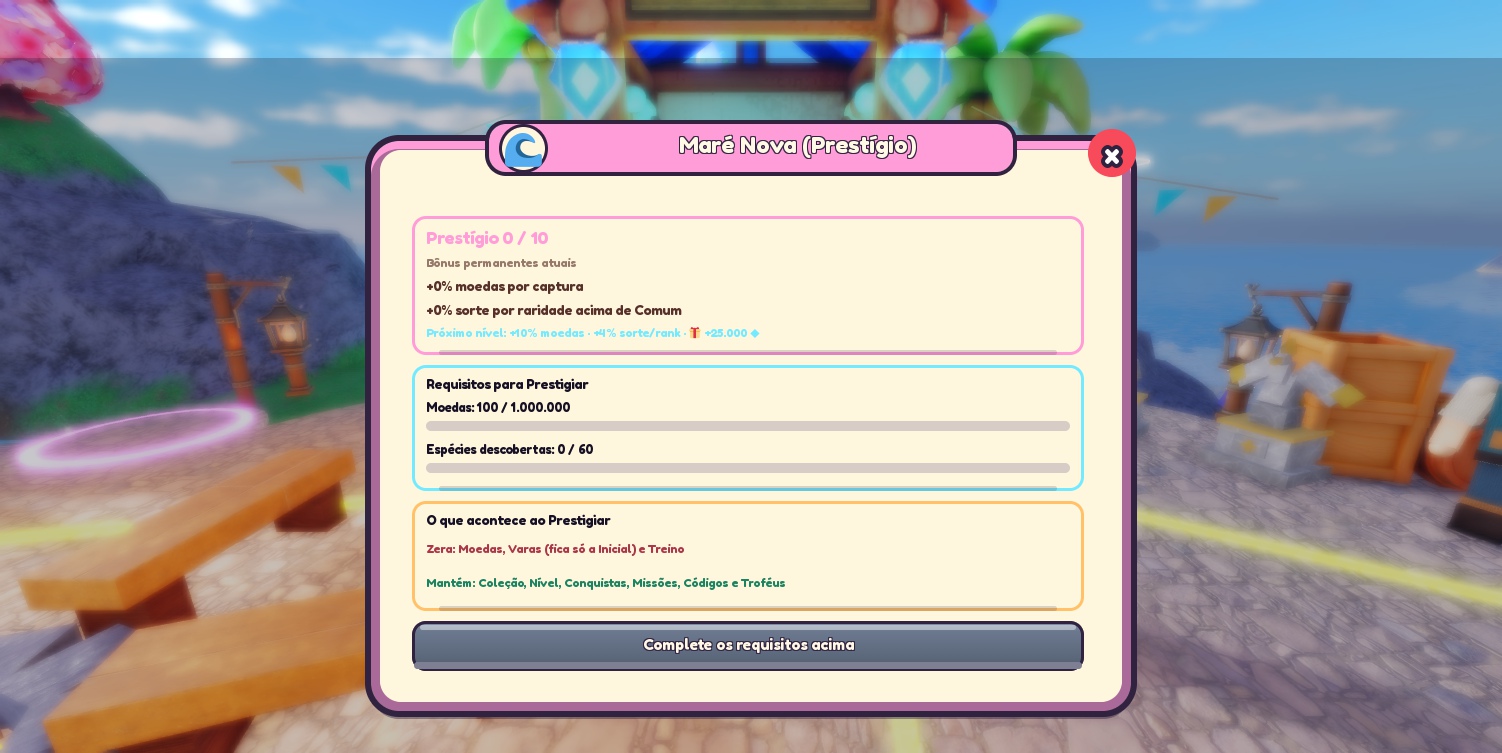 Maré Nova (Prestígio)
Prestígio 0 / 10
Bônus permanentes atuais
+0% moedas por captura
+0% sorte por raridade acima de Comum
Próximo nível: +10% moedas · +4% sorte/rank · 🎁 +25.000 ◆
Requisitos para Prestigiar
Moedas: 100 / 1.000.000
Espécies descobertas: 0 / 60
O que acontece ao Prestigiar
Zera: Moedas, Varas (fica só a Inicial) e Treino
Mantém: Coleção, Nível, Conquistas, Missões, Códigos e Troféus
Complete os requisitos acima